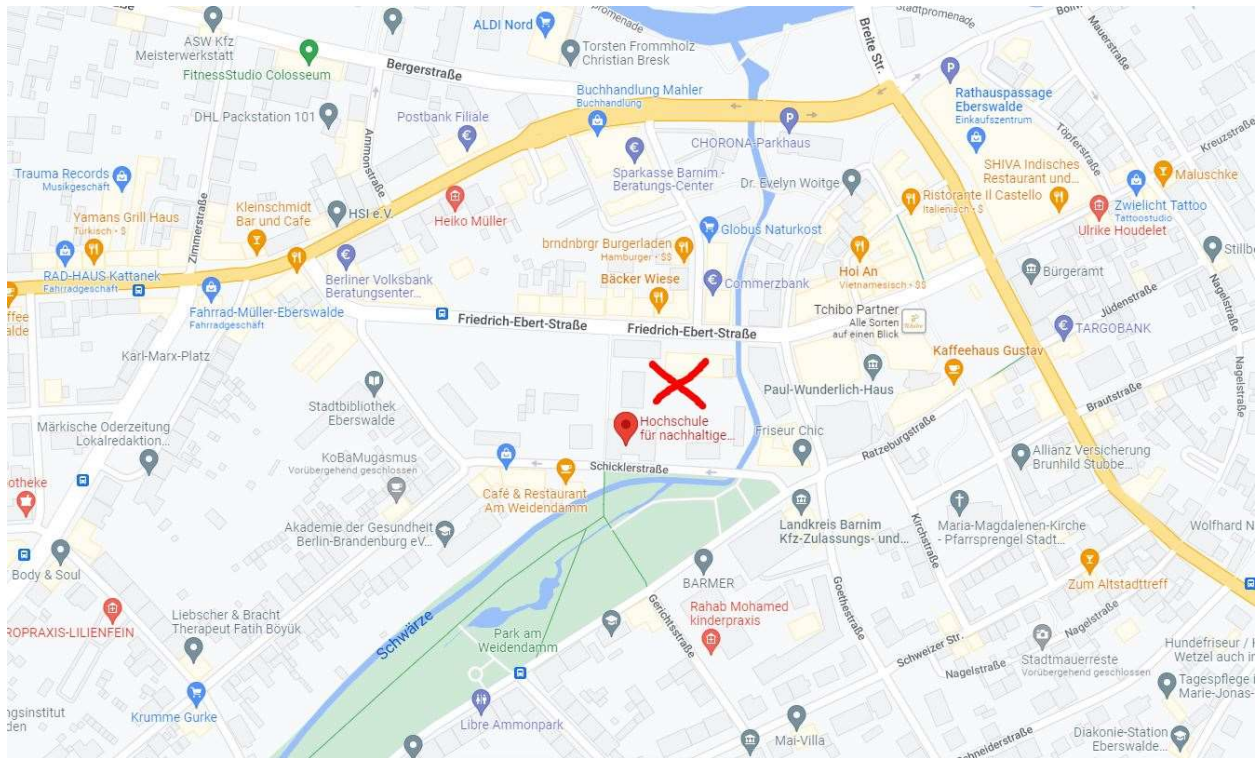 Stadtpromenade
ASW Kfz
Meisterwerkstatt
FitnessStudio Colosseum
ALDI Nord
Torsten Frommholz
Christian Bresk
Breite Str.
Mauerstraße
Bergerstraße
Buchhandlung Mahler
Buchhandlung
Rathauspassage
Eberswalde
Einkaufszentrum
DHL Packstation 101
Postbank Filiale
Ammonstraße
CHORONA-Parkhaus
Töpferstraße
Kreuzstraße
Trauma Records
Musikgeschäft
Sparkasse Barnim -
Beratungs-Center
Dr. Evelyn Woitge
SHIVA Indisches
Restaurant und...
Maluschke
Yamans Grill Haus
Türkisch • $
Kleinschmidt
Bar und Cafe
HSI e.V.
Heiko Müller
Ristorante Il Castello
Italienisch • $
Zwielicht Tattoo
Tattoostudio
Ulrike Houdelet
Zimmerstraße
Globus Naturkost
brndnbrgr Burgerladen
Hamburger • $$
RAD-HAUS Kattanek
Fahrradgeschäft
Berliner Volksbank
Beratungsenter...
Bäcker Wiese
Commerzbank
Hoi An
Vietnamesisch • $$
Bürgeramt
Fahrrad-Müller-Eberswalde
Fahrradgeschäft
Friedrich-Ebert-Straße
Friedrich-Ebert-Straße
Tchibo Partner
Alle Sorten
auf einen Blick
Jüdenstraße
TARGOBANK
Nagelstraße
Karl-Marx-Platz
Kaffeehaus Gustav
Paul-Wunderlich-Haus
Nagelstraße
Stadtbibliothek
Eberswalde
Hochschule
für nachhaltige...
Friseur Chic
Brautstraße
Märkische Oderzeitung
Lokalredaktion...
Ratzeburgstraße
KoBaMugasmus
Vorübergehend geschlossen
Schicklerstraße
Allianz Versicherung
Brunhild Stubbe...
Café & Restaurant
Am Weidendamm
Akademie der Gesundheit
Berlin-Brandenburg eV...
Landkreis Barnim
Kfz-Zulassungs- und...
Kirchstraße
Maria-Magdalenen-Kirche
- Pfarrsprengel Stadt...
Body & Soul
BARMER
Zum Altstadttreff
Goethestraße
Gerichtsstraße
Rahab Mohamed
kinderpraxis
Liebscher & Bracht
Therapeut Fatih Böyük
Schwärze
Park am
Weidendamm
Schweizer Str.
Nagelstraße
Nagelstraße
Stadtmauerreste
Vorübergehend geschlossen
Krumme Gurke
Libre Ammonpark
Mai-Villa
Diakonie-Station
Eberswalde...